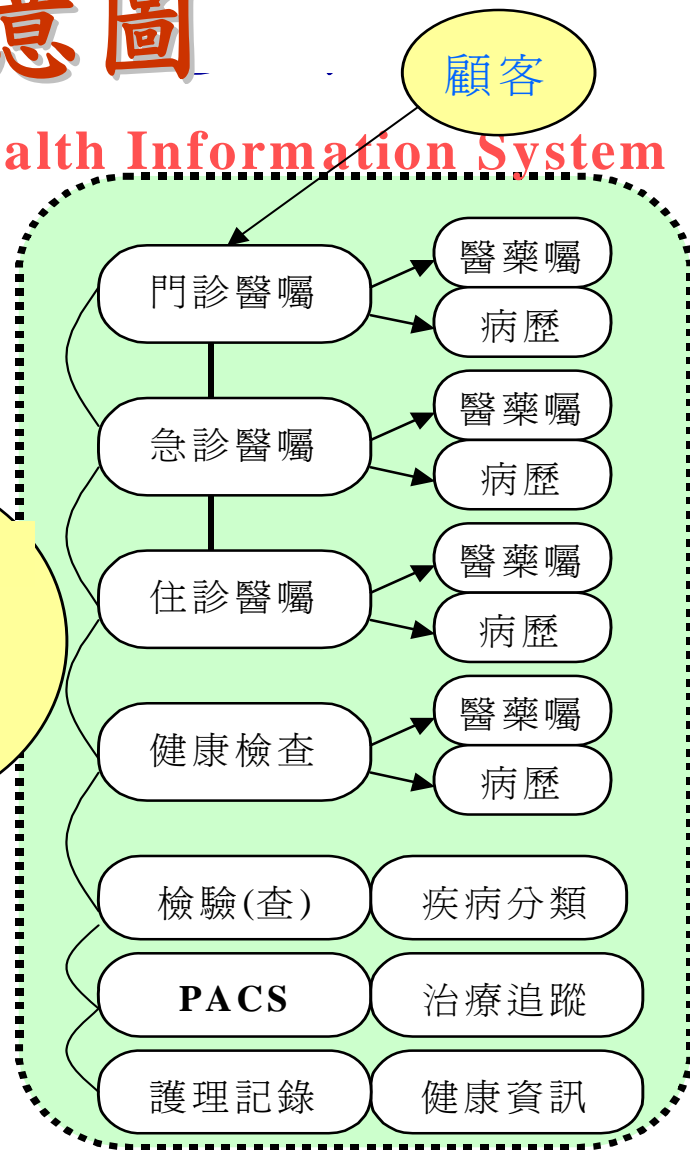 意圖
顧客
alth Information System
門診醫囑
醫藥囑
病歷
急診醫囑
醫藥囑
病歷
住診醫囑
醫藥囑
病歷
健康檢查
醫藥囑
病歷
檢驗(查) 疾病分類
PACS 治療追蹤
護理記錄 健康資訊